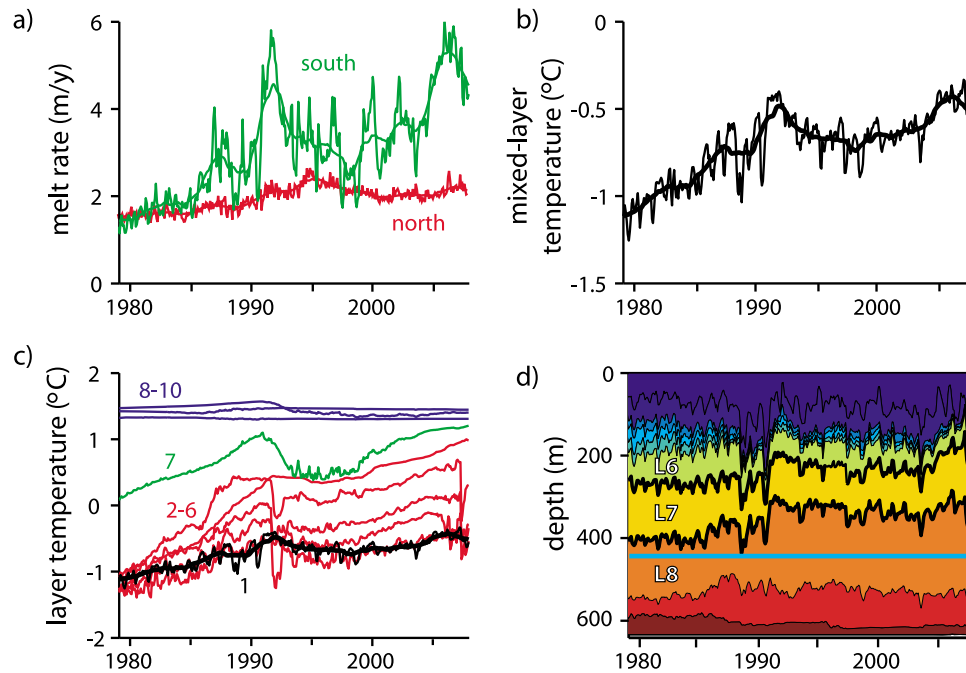 a)
melt rate (m/y)
6
4
2
0
south
north
1980
1990
2000
b)
mixed-layer
temperature (°C)
0
-0.5
-1
-1.5
1980
1990
2000
c)
layer temperature (°C)
2
1
0
-1
-2
8-10
7
2-6
1
1980
1990
2000
d)
depth (m)
0
200
400
600
L6
L7
L8
1980
1990
2000